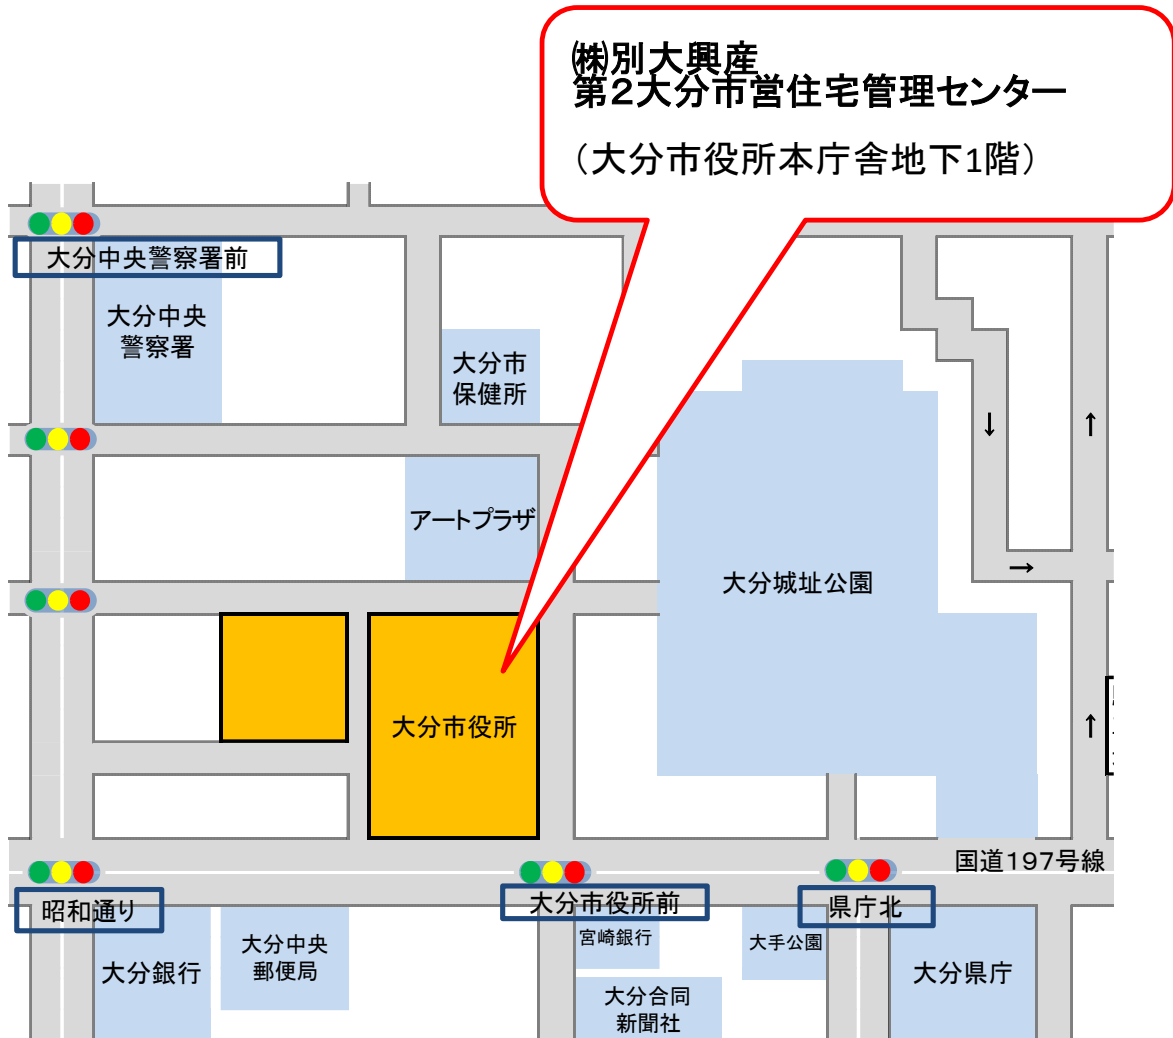 ㈱別大興産
第2大分市営住宅管理センター
（大分市役所本庁舎地下1階）
大分中央警察署前
大分中央
警察署
大分市
保健所
↓
↑
アートプラザ
大分城址公園
→
大分市役所
↑
国道197号線
昭和通り
大分市役所前
県庁北
大分銀行
大分中央
郵便局
宮崎銀行
大手公園
大分合同
新聞社
大分県庁